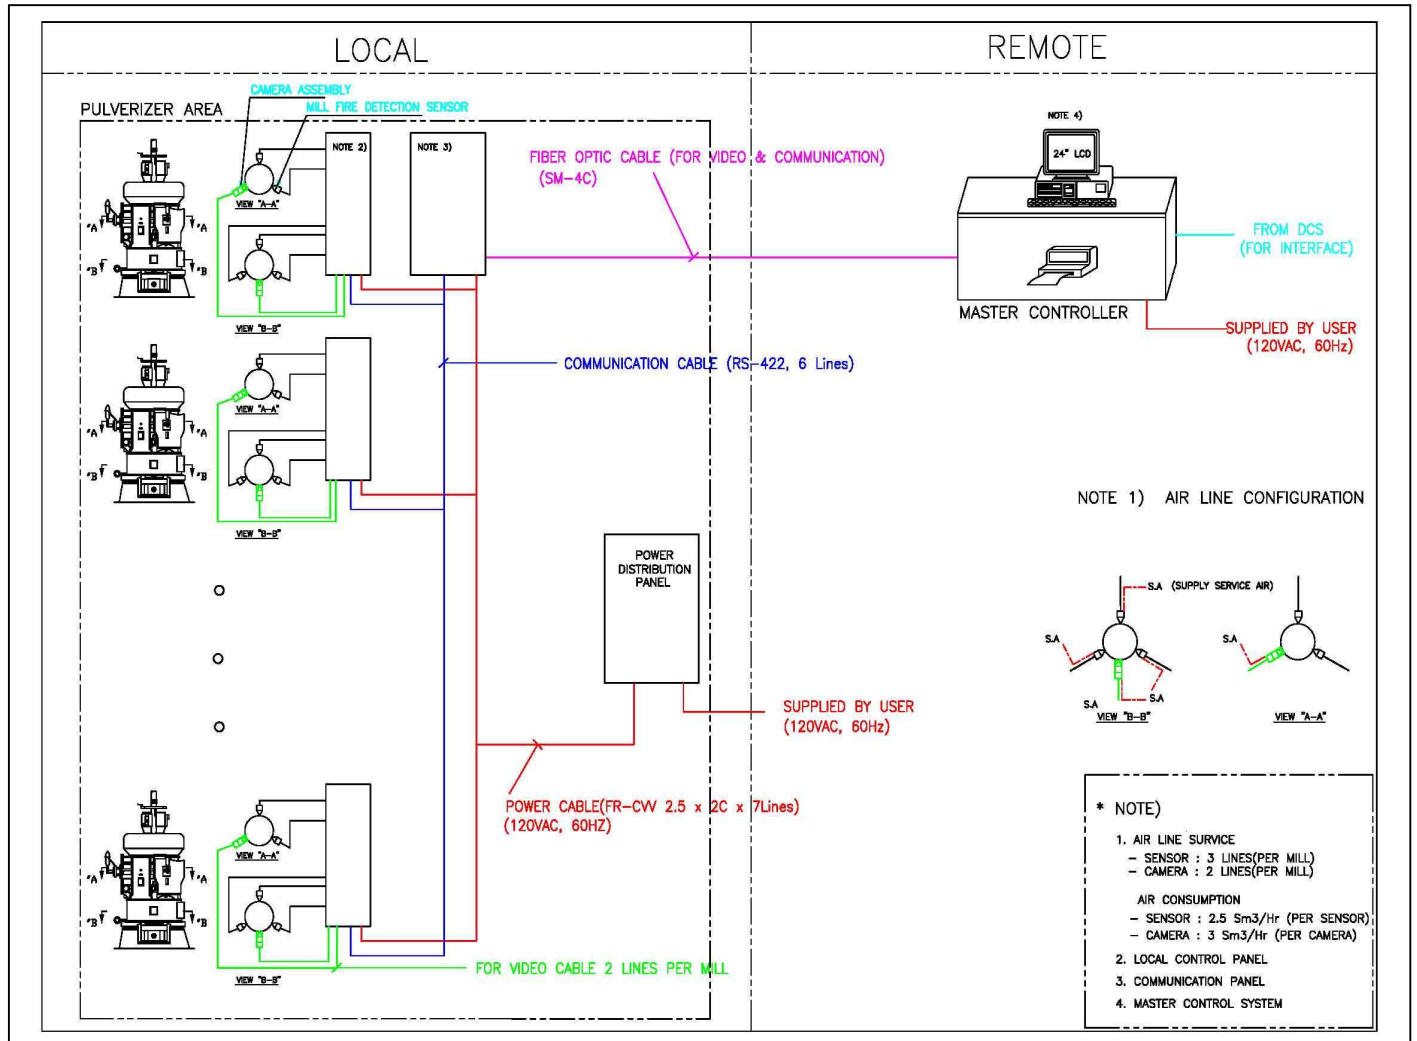 LOCAL
REMOTE
PULVERIZER AREA
CAMERA ASSEMBLY
MILL FIRE DETECTION SENSOR
NOTE 2)
NOTE 3)
"A
"A
"B
"B
VIEW "A-A"
VIEW "B-B"
FIBER OPTIC CABLE (FOR VIDEO & COMMUNICATION)
(SM-4C)
NOTE 4)
24" LCD
FROM DCS
(FOR INTERFACE)
MASTER CONTROLLER
SUPPLIED BY USER
(120VAC, 60Hz)
COMMUNICATION CABLE (RS-422, 6 Lines)
"A
"A
"B
"B
VIEW "A-A"
VIEW "B-B"
NOTE 1) AIR LINE CONFIGURATION
POWER
DISTRIBUTION
PANEL
S.A (SUPPLY SERVICE AIR)
S.A
S.A
S.A
S.A
VIEW "B-B"
VIEW "A-A"
SUPPLIED BY USER
(120VAC, 60Hz)
POWER CABLE(FR-CVV 2.5 x 2C x 7Lines)
(120VAC, 60HZ)
"A
"A
"B
"B
VIEW "A-A"
VIEW "B-B"
FOR VIDEO CABLE 2 LINES PER MILL
* NOTE)
1. AIR LINE SURVICE
- SENSOR : 3 LINES(PER MILL)
- CAMERA : 2 LINES(PER MILL)
AIR CONSUMPTION
- SENSOR : 2.5 Sm3/Hr (PER SENSOR)
- CAMERA : 3 Sm3/Hr (PER CAMERA)
2. LOCAL CONTROL PANEL
3. COMMUNICATION PANEL
4. MASTER CONTROL SYSTEM